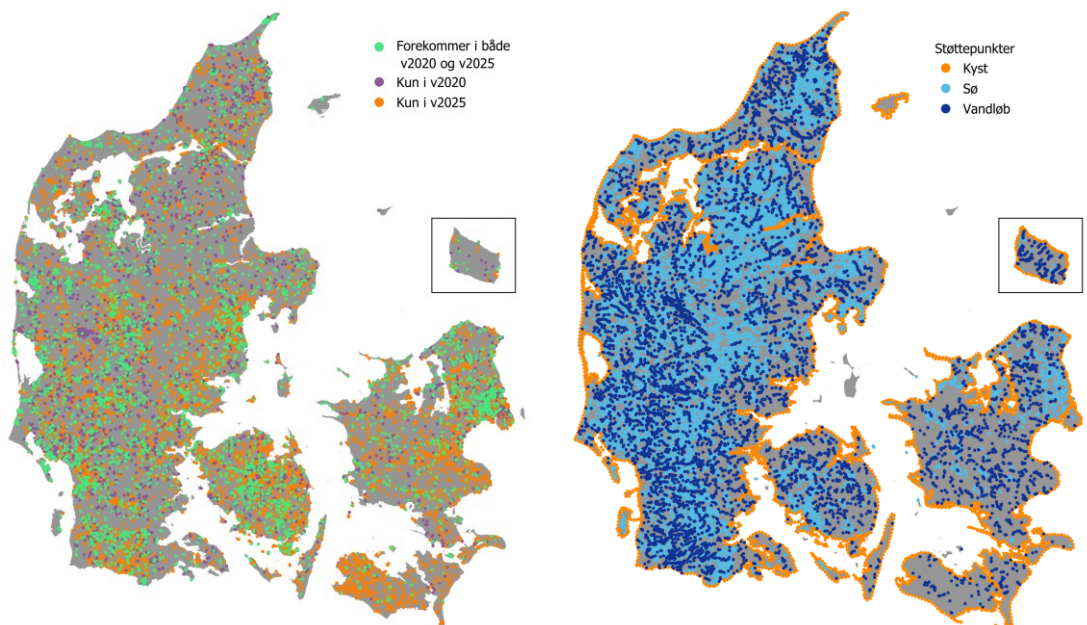 Forekommer i både
v2020 og v2025
Kun i v2020
Kun i v2025
Støttepunkter
Kyst
Sø
Vandløb